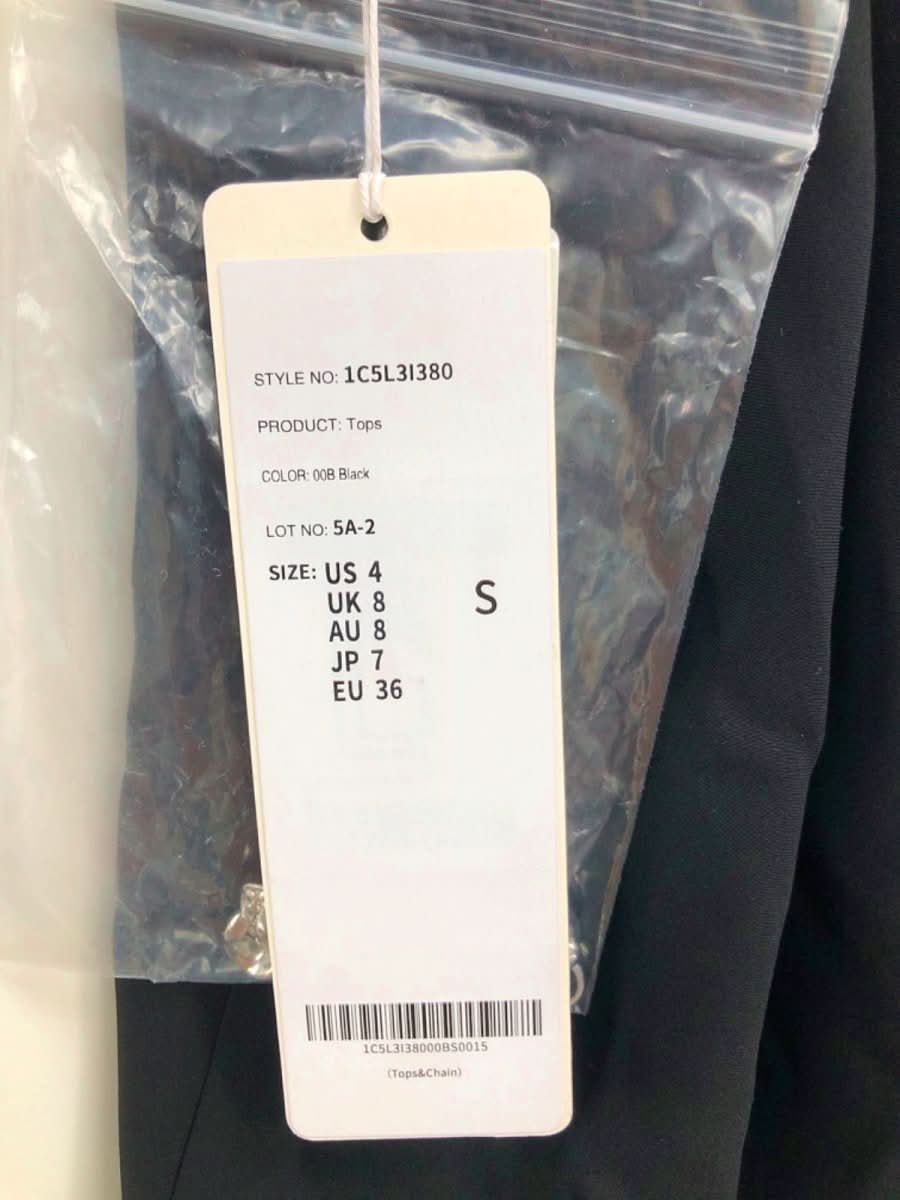 STYLE NO: 1C5L3I380
PRODUCT: Tops
COLOR: 00B Black
LOT NO: 5A-2
SIZE: US 4
UK 8
AU 8
JP 7
EU 36
S
1C5L3I38000BS0015
(Tops&Chain)